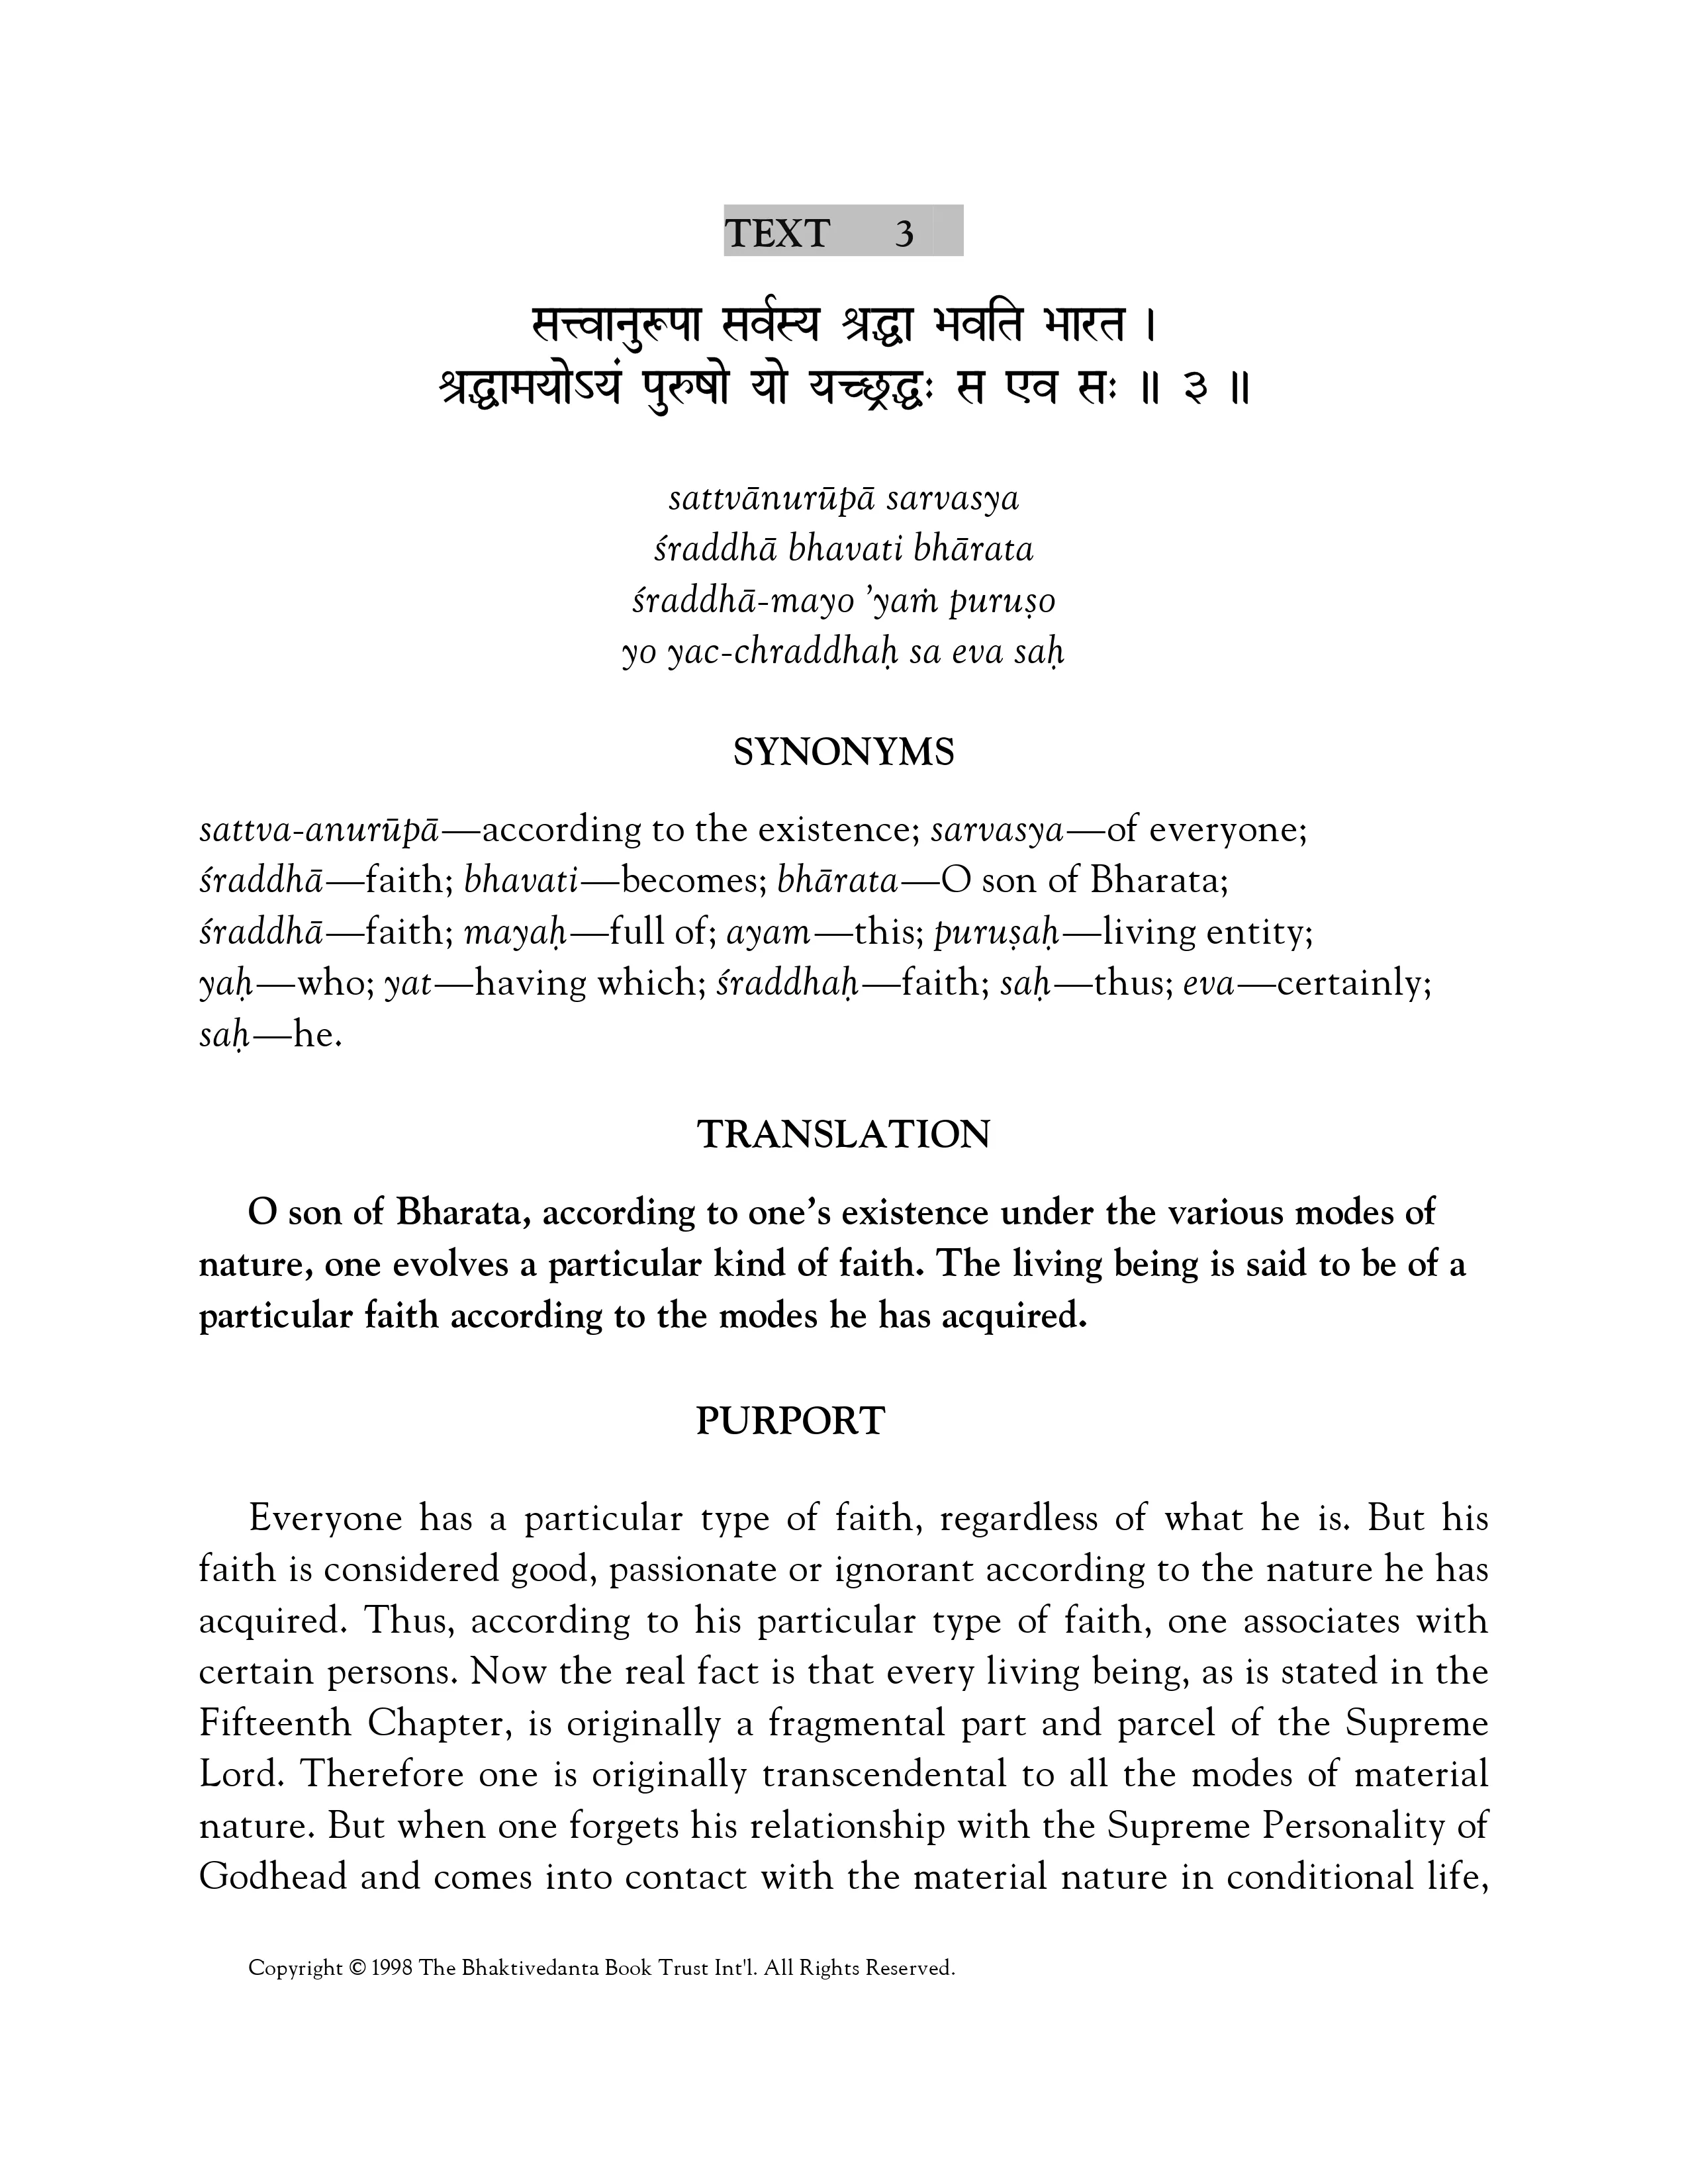 TEXT 3
सत्त्वानुरूपा सर्वस्य श्रद्धा भवति भारत ।
श्रद्धामयोऽयं पुरुषो यो यच्छ्रद्धः स एव सः ॥ ३ ॥
sattvānurūpā sarvasya
śraddhā bhavati bhārata
śraddhā-mayo ’yaṁ puruṣo
yo yac-chraddhaḥ sa eva saḥ
SYNONYMS
sattva-anurūpā—according to the existence; sarvasya—of everyone;
śraddhā—faith; bhavati—becomes; bhārata—O son of Bharata;
śraddhā—faith; mayaḥ—full of; ayam—this; puruṣaḥ—living entity;
yaḥ—who; yat—having which; śraddhaḥ—faith; saḥ—thus; eva—certainly;
saḥ—he.
TRANSLATION
O son of Bharata, according to one’s existence under the various modes of
nature, one evolves a particular kind of faith. The living being is said to be of a
particular faith according to the modes he has acquired.
PURPORT
Everyone has a particular type of faith, regardless of what he is. But his
faith is considered good, passionate or ignorant according to the nature he has
acquired. Thus, according to his particular type of faith, one associates with
certain persons. Now the real fact is that every living being, as is stated in the
Fifteenth Chapter, is originally a fragmental part and parcel of the Supreme
Lord. Therefore one is originally transcendental to all the modes of material
nature. But when one forgets his relationship with the Supreme Personality of
Godhead and comes into contact with the material nature in conditional life,
Copyright © 1998 The Bhaktivedanta Book Trust Int'l. All Rights Reserved.